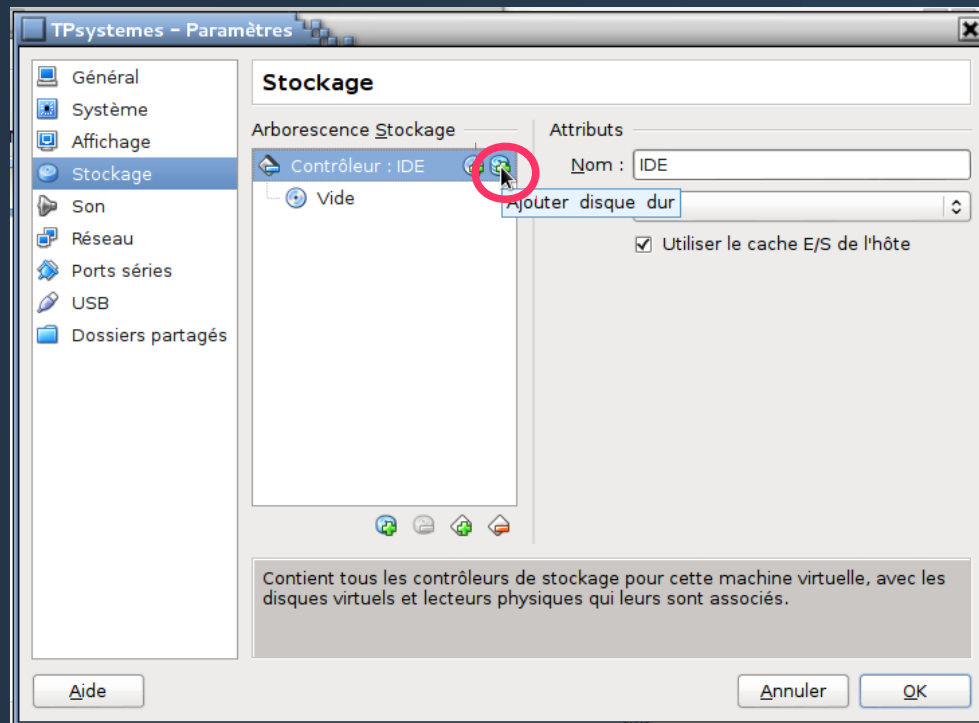 TPsystemes – Paramètres
Général
Système
Affichage
Stockage
Son
Réseau
Ports séries
USB
Dossiers partagés
Stockage
Arborescence Stockage
Contrôleur : IDE
Vide
Ajouter disque dur
Attributs
Nom : IDE
Utiliser le cache E/S de l'hôte
Contient tous les contrôleurs de stockage pour cette machine virtuelle, avec les
disques virtuels et lecteurs physiques qui leurs sont associés.
Aide
Annuler
OK